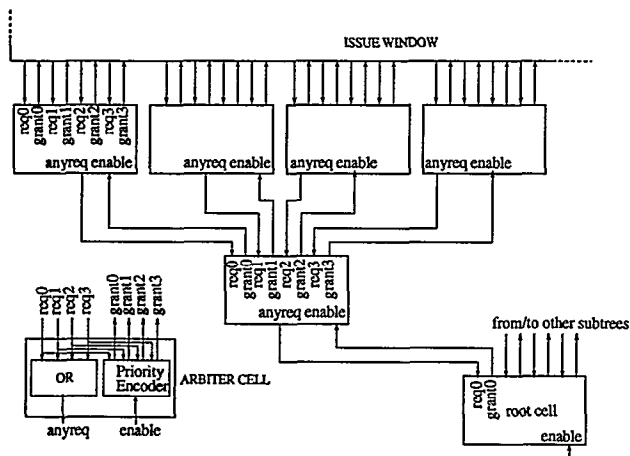 ISSUE WINDOW
req0 grant0 req1 grant1 req2 grant2 req3 grant3
anyreq enable
anyreq enable
anyreq enable
anyreq enable
req0 grant0 req1 grant1 req2 grant2 req3 grant3
anyreq enable
req0 req1 req2 req3 grant0 grant1 grant2 grant3
OR
Priority
Encoder
ARBITER CELL
anyreq
enable
from/to other subtrees
req0 grant0
root cell
enable